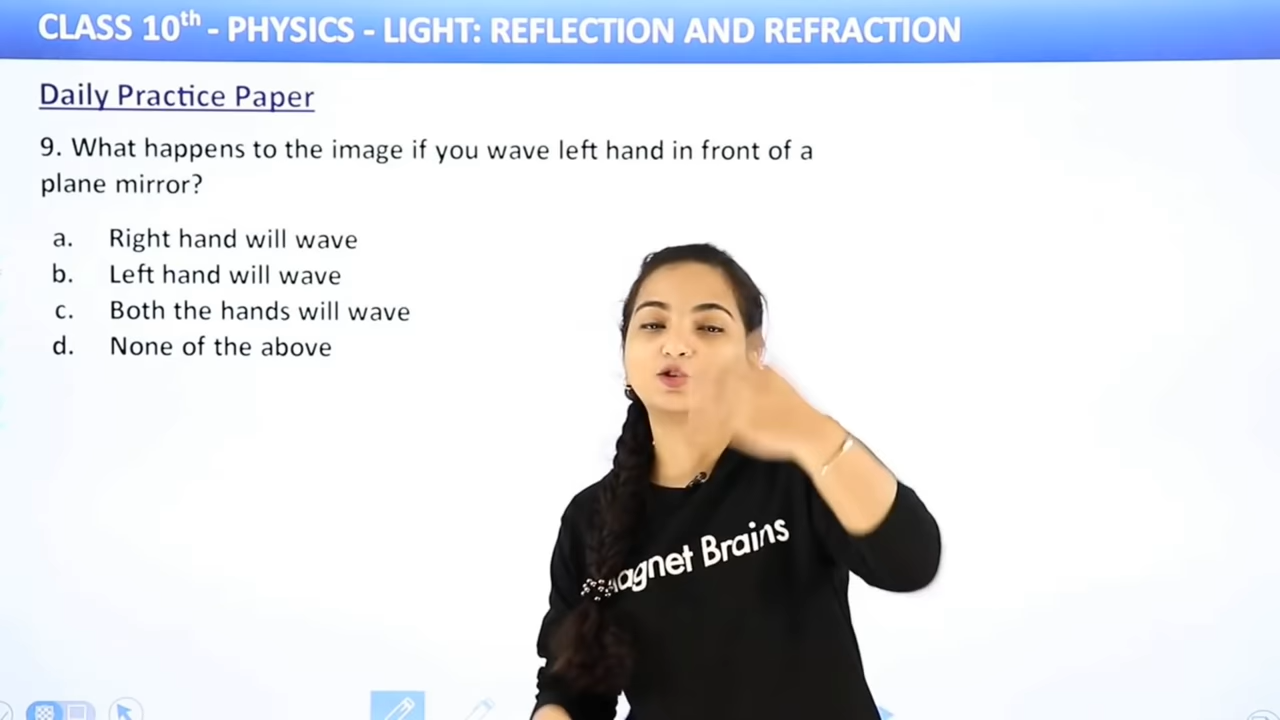 CLASS 10th - PHYSICS - LIGHT: REFLECTION AND REFRACTION
Daily Practice Paper
9. What happens to the image if you wave left hand in front of a
plane mirror?
a. Right hand will wave
b. Left hand will wave
c. Both the hands will wave
d. None of the above
agnet Brains